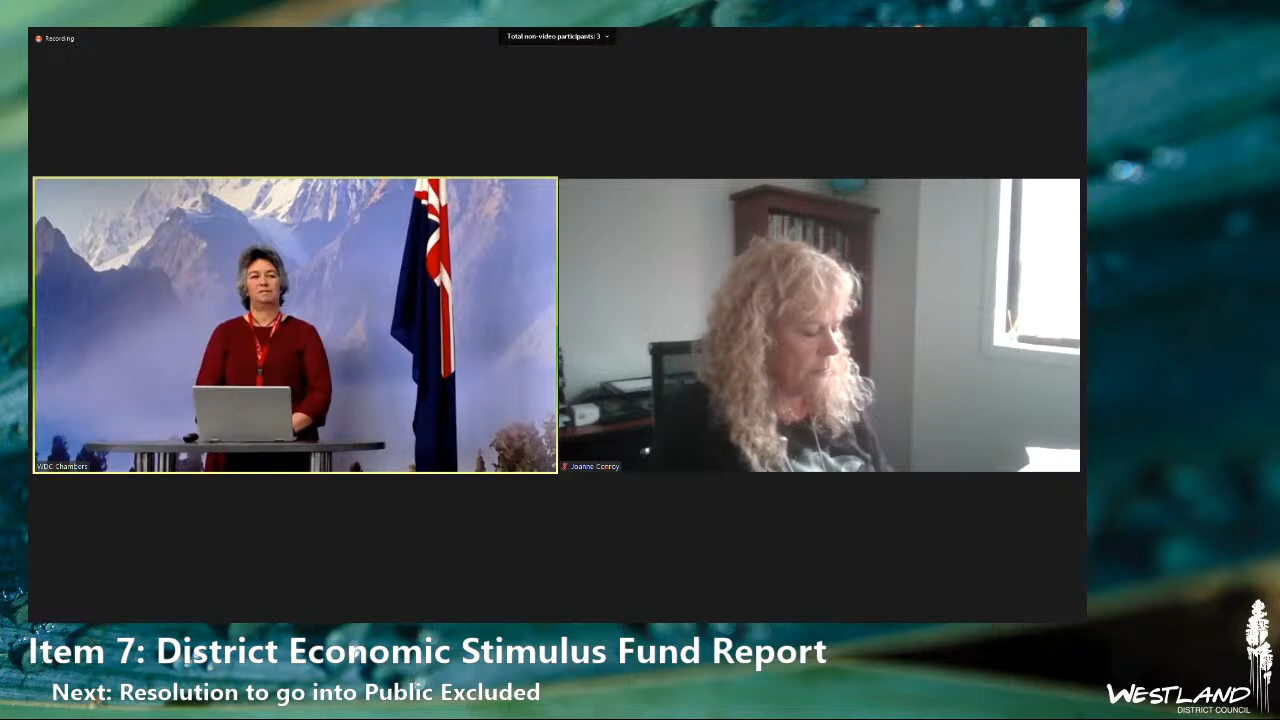 Recording
Total non-video participants: 3
WDC Chambers
Joanne Conroy
Item 7: District Economic Stimulus Fund Report
Next: Resolution to go into Public Excluded
WESTLAND
DISTRICT COUNCIL